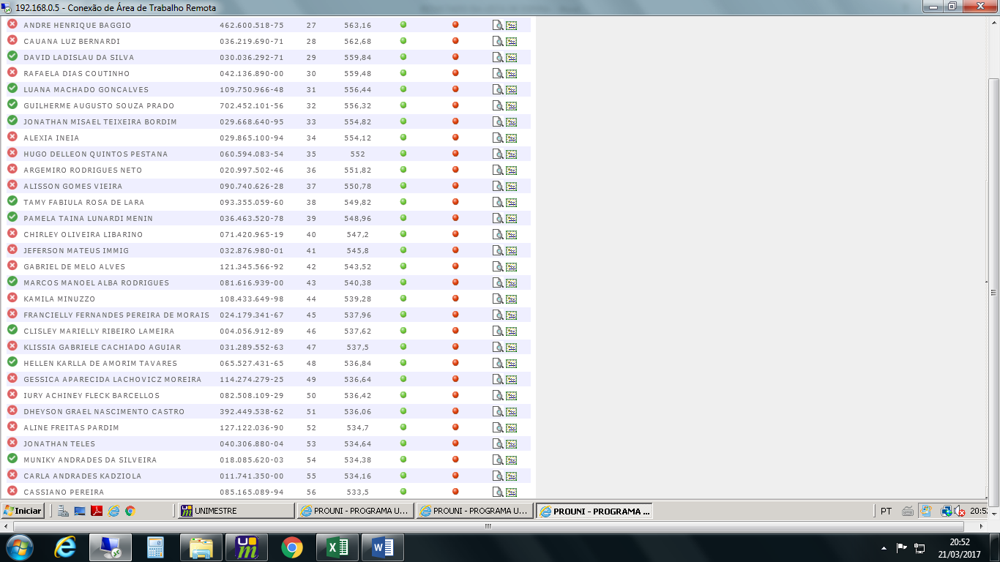 192.168.0.5 - Conexão de Área de Trabalho Remota
ANDRE HENRIQUE BAGGIO 462.600.518-75 27 563,16
CAUANA LUZ BERNARDI 036.219.690-71 28 562,68
DAVID LADISLAU DA SILVA 030.036.292-71 29 559,84
RAFAELA DIAS COUTINHO 042.136.890-00 30 559,48
LUANA MACHADO GONCALVES 109.750.966-48 31 556,44
GUILHERME AUGUSTO SOUZA PRADO 702.452.101-56 32 556,32
JONATHAN MISAEL TEIXEIRA BORDIM 029.668.640-95 33 554,82
ALEXIA INEIA 029.865.100-94 34 554,12
HUGO DELLEON QUINTOS PESTANA 060.594.083-54 35 552
ARGEMIRO RODRIGUES NETO 020.997.502-46 36 551,82
ALISSON GOMES VIEIRA 090.740.626-28 37 550,78
TAMY FABIULA ROSA DE LARA 093.355.059-60 38 549,82
PAMELA TAINA LUNARDI MENIN 036.463.520-78 39 548,96
CHIRLEY OLIVEIRA LIBARINO 071.420.965-19 40 547,2
JEFERSON MATEUS IMMIG 032.876.980-01 41 545,8
GABRIEL DE MELO ALVES 121.345.566-92 42 543,52
MARCOS MANOEL ALBA RODRIGUES 081.616.939-00 43 540,38
KAMILA MINUZZO 108.433.649-98 44 539,28
FRANCIELLY FERNANDES PEREIRA DE MORAIS 024.179.341-67 45 537,96
CLISLEY MARIELLY RIBEIRO LAMEIRA 004.056.912-89 46 537,62
KLISSIA GABRIELE CACHIADO AGUIAR 031.289.552-63 47 537,5
HELLEN KARLLA DE AMORIM TAVARES 065.527.431-65 48 536,84
GESSICA APARECIDA LACHOVICZ MOREIRA 114.274.279-25 49 536,64
IURY ACHINEY FLECK BARCELLOS 082.508.109-29 50 536,42
DHEYSON GRAEL NASCIMENTO CASTRO 392.449.538-62 51 536,06
ALINE FREITAS PARDIM 127.122.036-90 52 534,7
JONATHAN TELES 040.306.880-04 53 534,64
MUNIKY ANDRADES DA SILVEIRA 018.085.620-03 54 534,38
CARLA ANDRADES KADZIOLA 011.741.350-00 55 534,16
CASSIANO PEREIRA 085.165.089-94 56 533,5
Iniciar UNIMESTRE PROUNI - PROGRAMA U... PROUNI - PROGRAMA U... PROUNI - PROGRAMA ... PT
20:52
21/03/2017